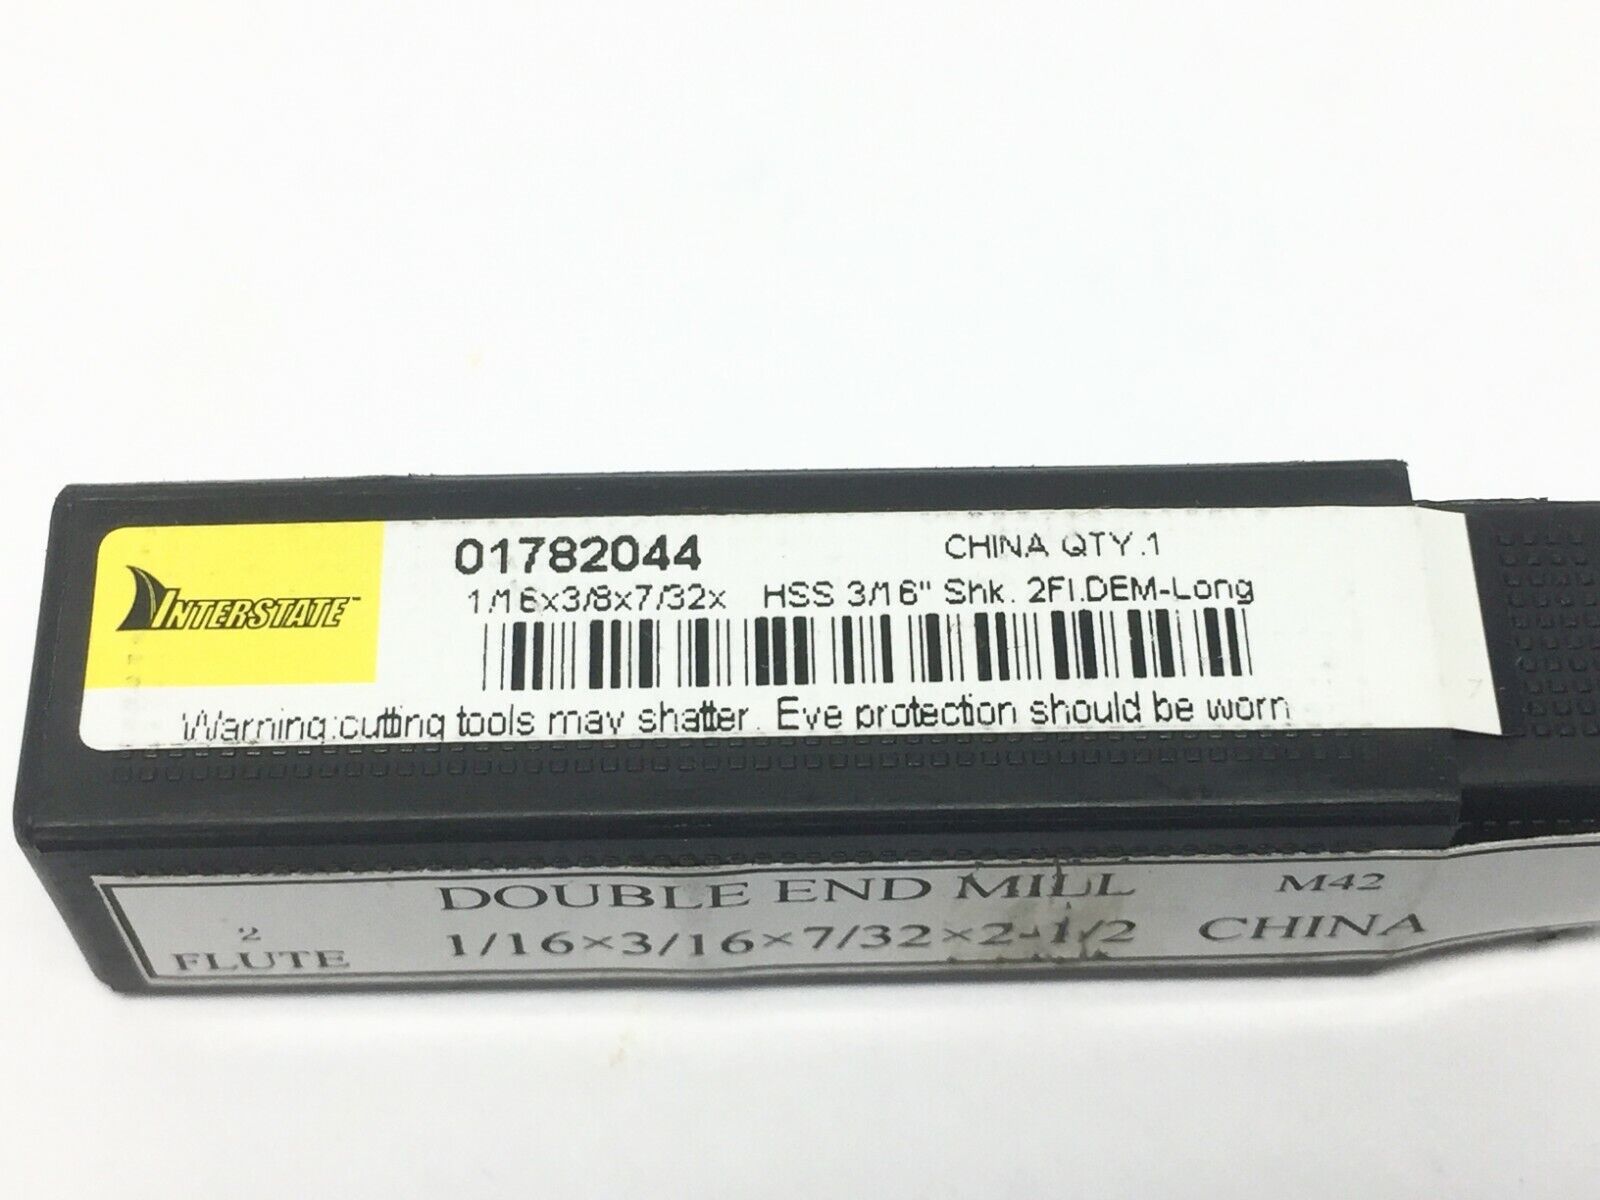 INTERSTATE™
01782044 CHINA QTY.1
1/16x3/8x7/32x HSS 3/16" Shk. 2Fl.DEM-Long
Warning:cutting tools may shatter. Eye protection should be worn
DOUBLE END MILL M42
2 FLUTE
1/16×3/16×7/32×2-1/2 CHINA